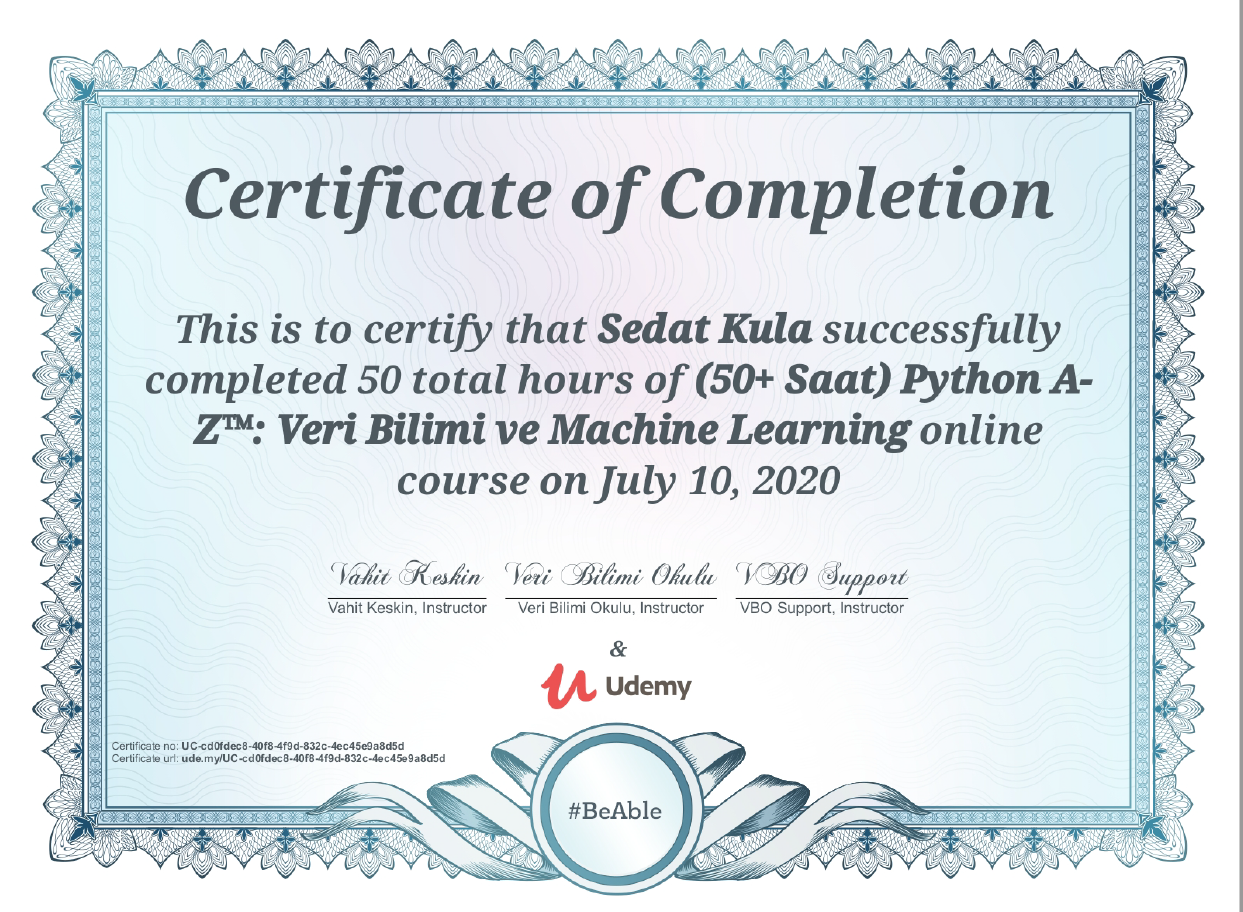 Certificate of Completion
This is to certify that Sedat Kula successfully
completed 50 total hours of (50+ Saat) Python A-
Z™: Veri Bilimi ve Machine Learning online
course on July 10, 2020
Vahit Keskin Veri Bilimi Okulu VBO Support
Vahit Keskin, Instructor Veri Bilimi Okulu, Instructor VBO Support, Instructor
&
Udemy
Certificate no: UC-cd0fdec8-40f8-4f9d-832c-4ec45e9a8d5d
Certificate url: ude.my/UC-cd0fdec8-40f8-4f9d-832c-4ec45e9a8d5d
#BeAble